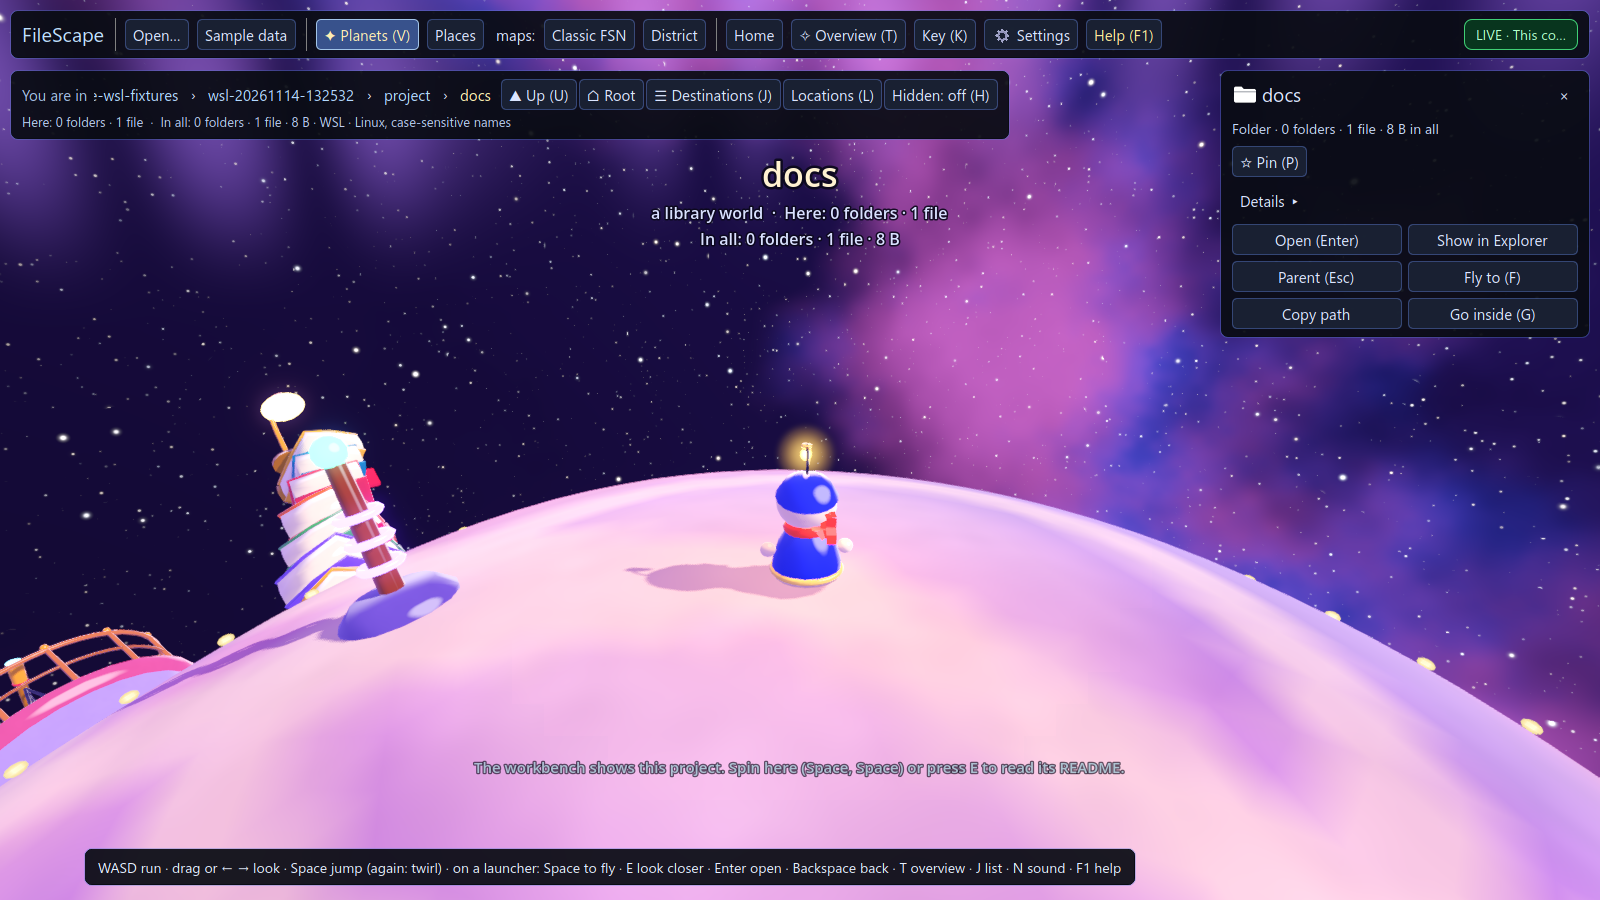 FileScape Open... Sample data ✦ Planets (V) Places maps: Classic FSN District Home ✧ Overview (T) Key (K) ⚙ Settings Help (F1) LIVE · This co...
You are in e-wsl-fixtures › wsl-20261114-132532 › project › docs ▲ Up (U) Root ☰ Destinations (J) Locations (L) Hidden: off (H)
Here: 0 folders · 1 file · In all: 0 folders · 1 file · 8 B · WSL · Linux, case-sensitive names
docs ×
Folder · 0 folders · 1 file · 8 B in all
☆ Pin (P)
Details ▸
Open (Enter) Show in Explorer
Parent (Esc) Fly to (F)
Copy path Go inside (G)
docs
a library world · Here: 0 folders · 1 file
In all: 0 folders · 1 file · 8 B
The workbench shows this project. Spin here (Space, Space) or press E to read its README.
WASD run · drag or ← → look · Space jump (again: twirl) · on a launcher: Space to fly · E look closer · Enter open · Backspace back · T overview · J list · N sound · F1 help